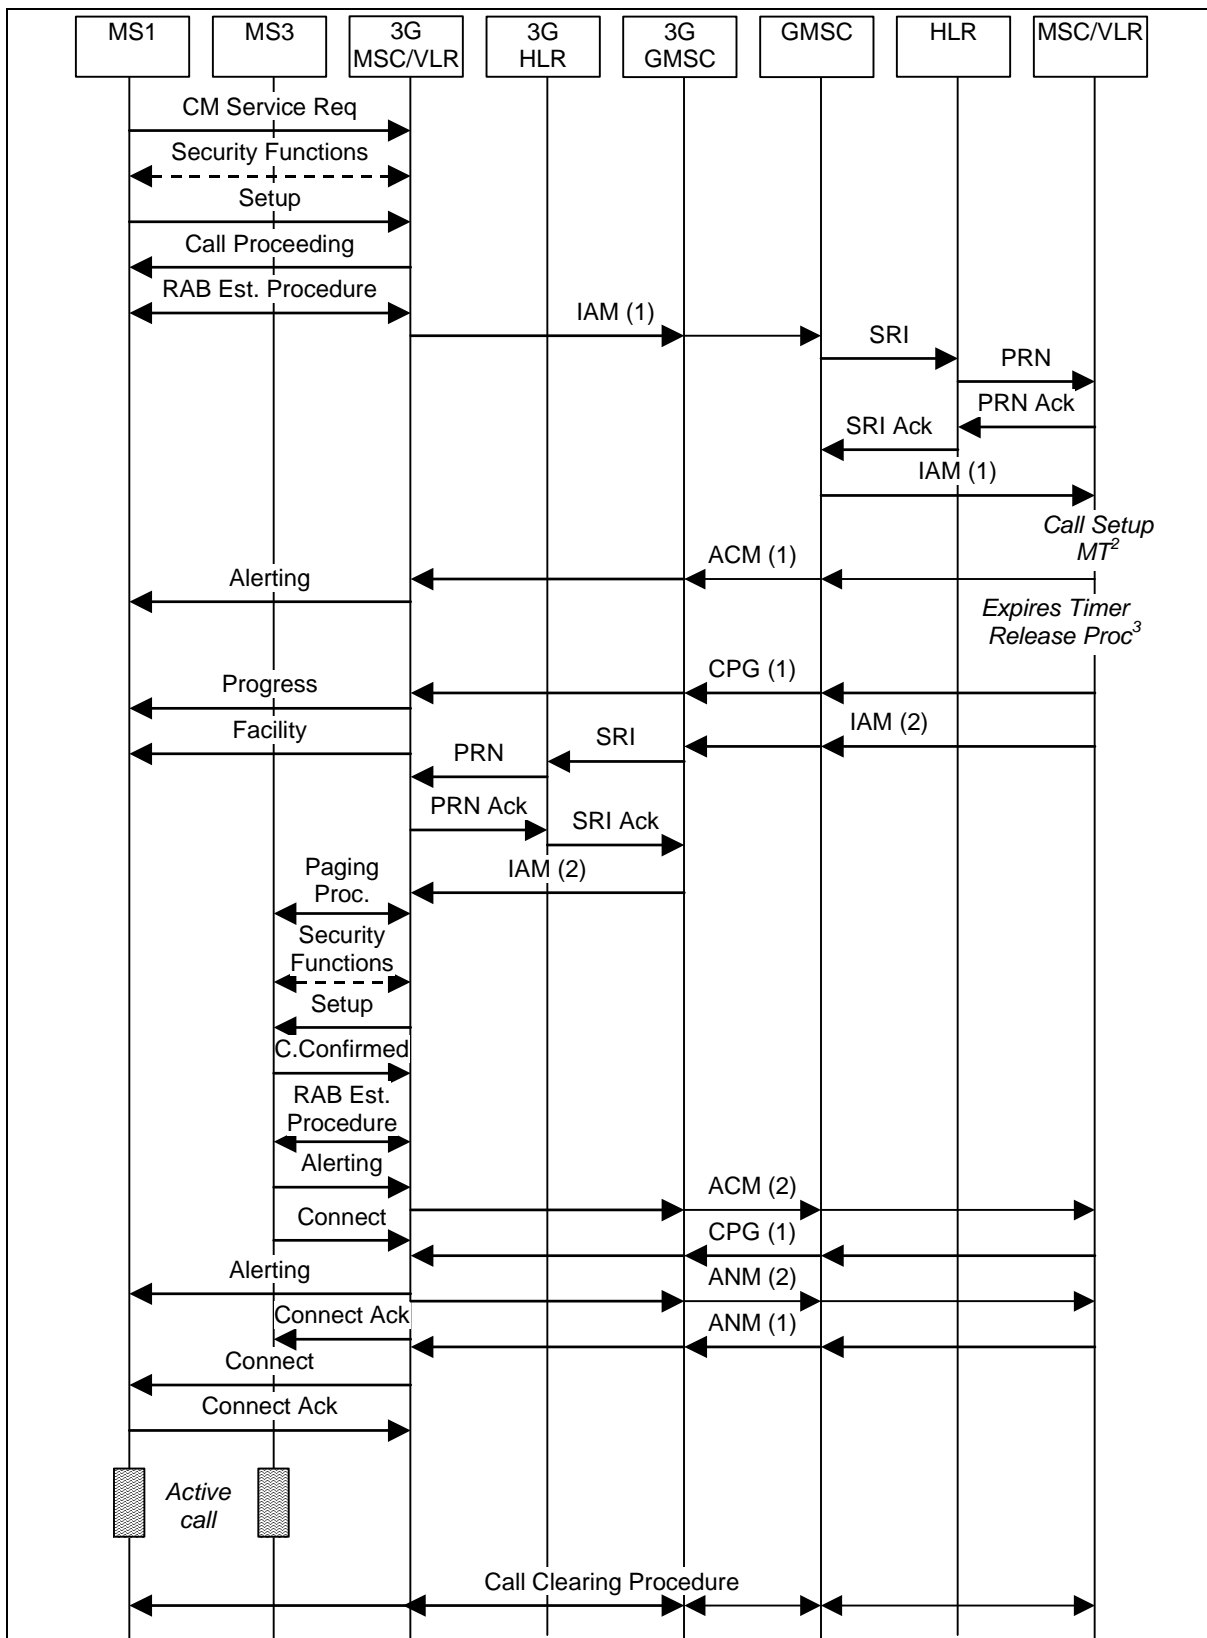 MS1
MS3
3G
MSC/VLR
3G
HLR
3G
GMSC
GMSC
HLR
MSC/VLR
CM Service Req
Security Functions
Setup
Call Proceeding
RAB Est. Procedure
IAM (1)
SRI
PRN
PRN Ack
SRI Ack
IAM (1)
Call Setup
MT2
ACM (1)
Alerting
Expires Timer
Release Proc3
CPG (1)
Progress
IAM (2)
Facility
SRI
PRN
PRN Ack
SRI Ack
IAM (2)
Paging
Proc.
Security
Functions
Setup
C.Confirmed
RAB Est.
Procedure
Alerting
ACM (2)
Connect
CPG (1)
Alerting
ANM (2)
Connect Ack
ANM (1)
Connect
Connect Ack
Active
call
Call Clearing Procedure